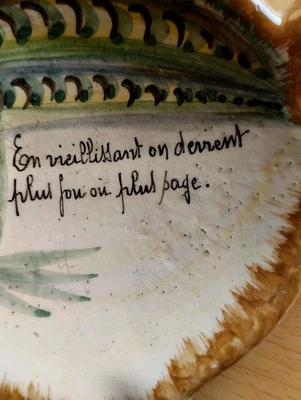 En vieillissant on devient
plus fou ou plus sage.